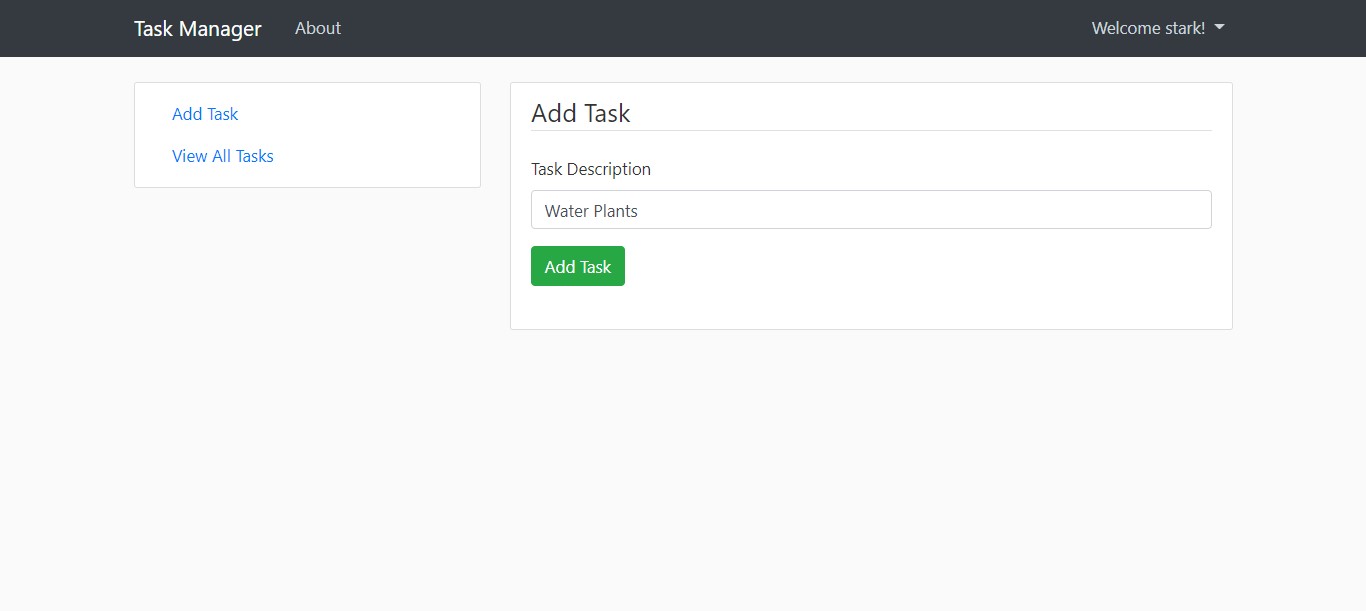 Task Manager About Welcome stark!
Add Task
View All Tasks
Add Task
Task Description
Water Plants
Add Task